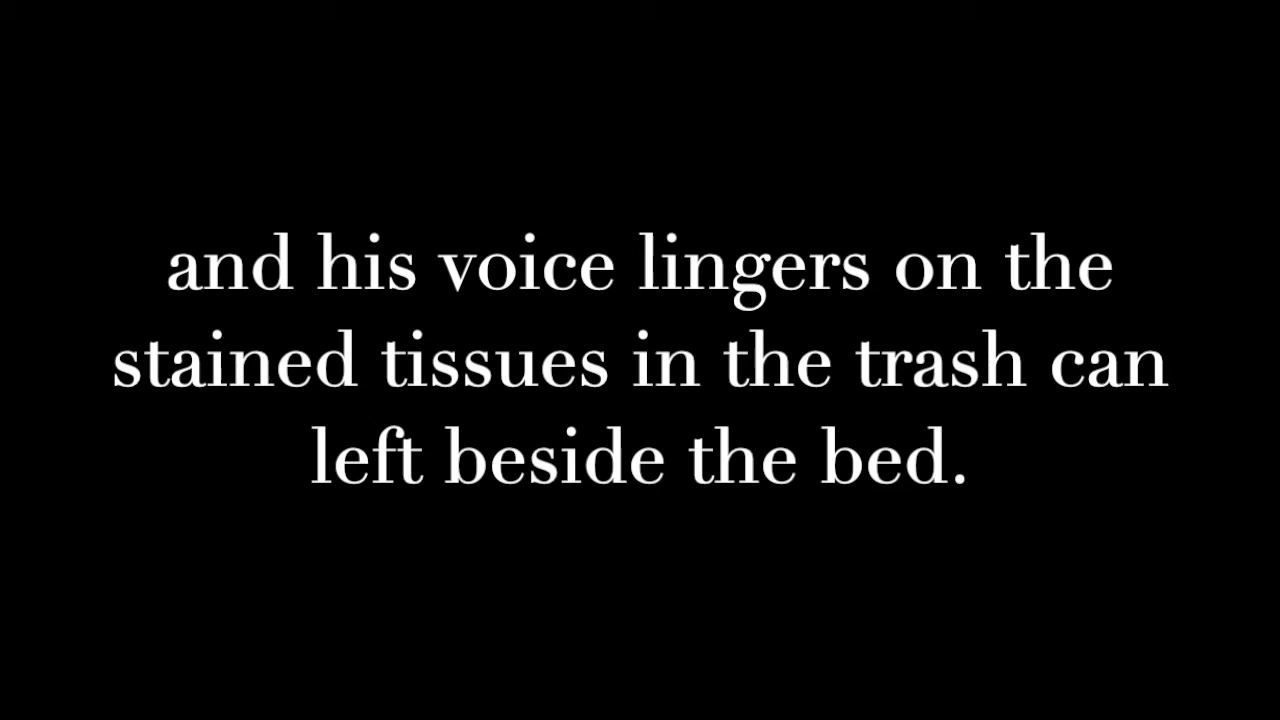 and his voice lingers on the
stained tissues in the trash can
left beside the bed.